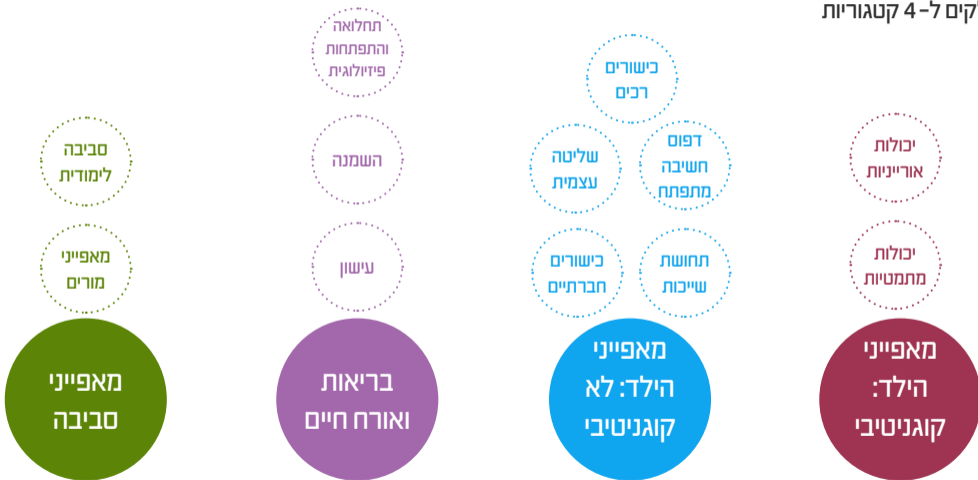 לקים ל- 4 קטגוריות
יכולות
אורייניות
יכולות
מתמטיות
מאפייני
הילד:
קוגניטיבי
כישורים
רכים
דפוס
חשיבה
מתפתח
שליטה
עצמית
תחושת
שייכות
כישורים
חברתיים
מאפייני
הילד: לא
קוגניטיבי
תחלואה
והתפתחות
פיזיולוגית
השמנה
עישון
בריאות
ואורח חיים
סביבה
לימודית
מאפייני
מורים
מאפייני
סביבה